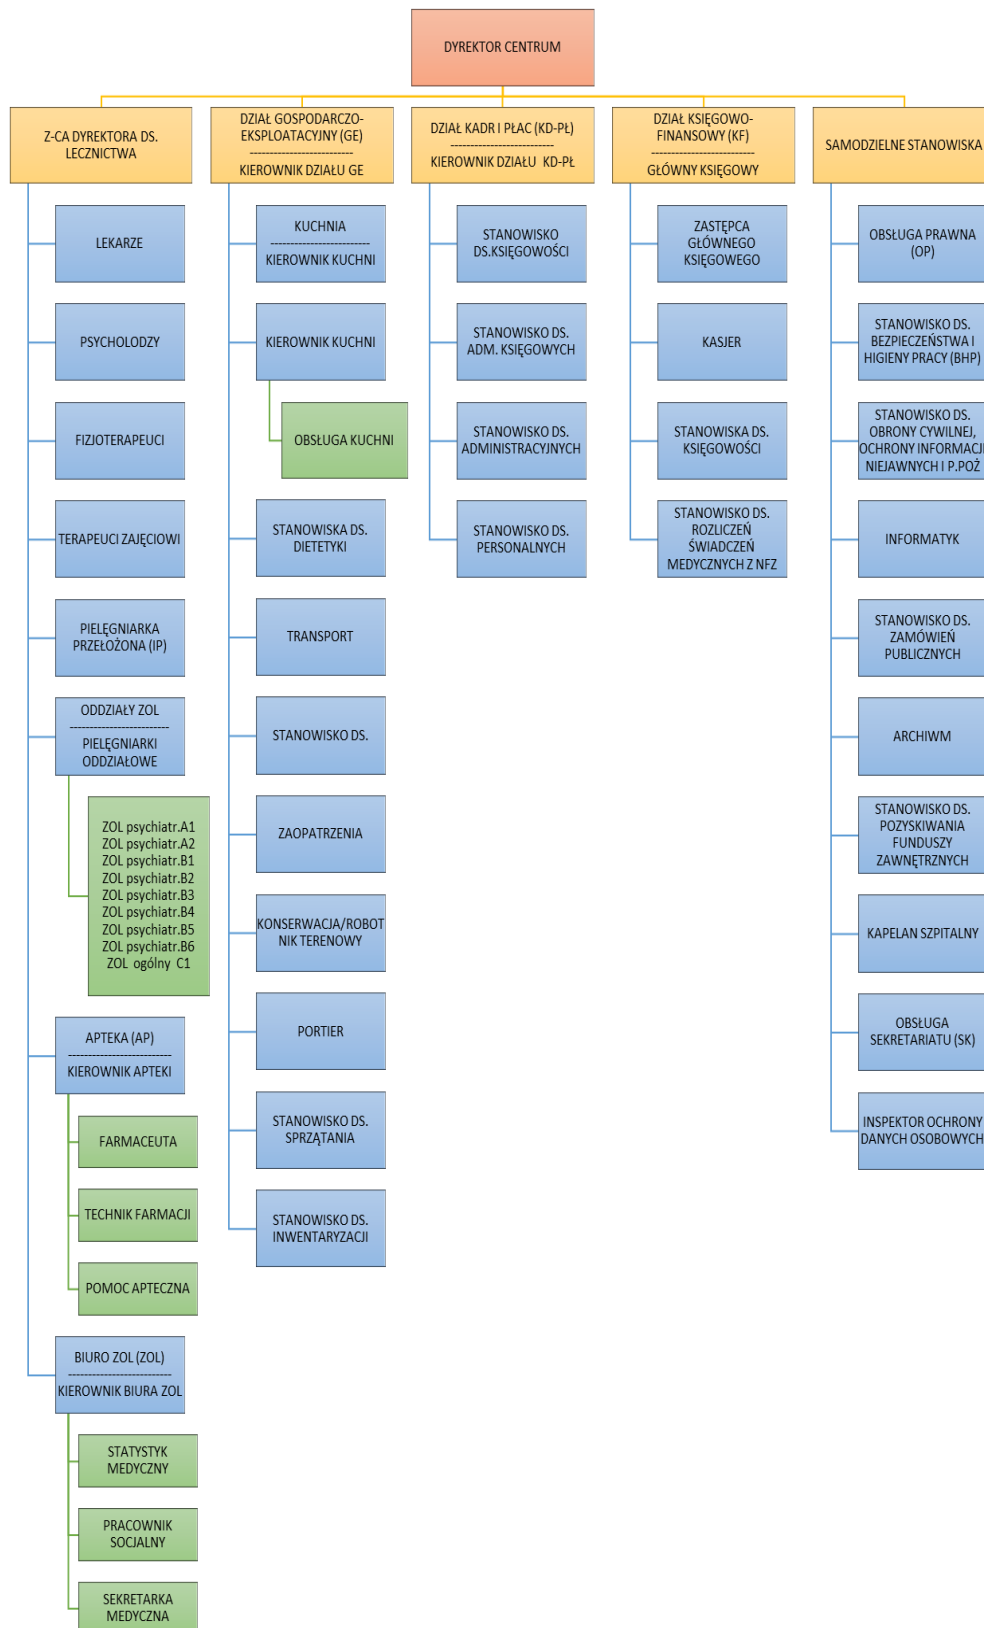 DYREKTOR CENTRUM
Z-CA DYREKTORA DS.
LECZNICTWA
LEKARZE
PSYCHOLODZY
FIZJOTERAPEUCI
TERAPEUCI ZAJĘCIOWI
PIELĘGNIARKA
PRZEŁOŻONA (IP)
ODDZIAŁY ZOL
-------------------------
PIELĘGNIARKI
ODDZIAŁOWE
ZOL psychiatr.A1
ZOL psychiatr.A2
ZOL psychiatr.B1
ZOL psychiatr.B2
ZOL psychiatr.B3
ZOL psychiatr.B4
ZOL psychiatr.B5
ZOL psychiatr.B6
ZOL ogólny C1
APTEKA (AP)
--------------------------
KIEROWNIK APTEKI
FARMACEUTA
TECHNIK FARMACJI
POMOC APTECZNA
BIURO ZOL (ZOL)
--------------------------
KIEROWNIK BIURA ZOL
STATYSTYK
MEDYCZNY
PRACOWNIK
SOCJALNY
SEKRETARKA
MEDYCZNA
DZIAŁ GOSPODARCZO-
EKSPLOATACYJNY (GE)
--------------------------
KIEROWNIK DZIAŁU GE
KUCHNIA
-------------------------
KIEROWNIK KUCHNI
KIEROWNIK KUCHNI
OBSŁUGA KUCHNI
STANOWISKA DS.
DIETETYKI
TRANSPORT
STANOWISKO DS.
ZAOPATRZENIA
KONSERWACJA/ROBOT
NIK TERENOWY
PORTIER
STANOWISKO DS.
SPRZĄTANIA
STANOWISKO DS.
INWENTARYZACJI
DZIAŁ KADR I PŁAC (KD-PŁ)
--------------------------
KIEROWNIK DZIAŁU KD-PŁ
STANOWISKO
DS.KSIĘGOWOŚCI
STANOWISKO DS.
ADM. KSIĘGOWYCH
STANOWISKO DS.
ADMINISTRACYJNYCH
STANOWISKO DS.
PERSONALNYCH
DZIAŁ KSIĘGOWO-
FINANSOWY (KF)
--------------------------
GŁÓWNY KSIĘGOWY
ZASTĘPCA
GŁÓWNEGO
KSIĘGOWEGO
KASJER
STANOWISKA DS.
KSIĘGOWOŚCI
STANOWISKO DS.
ROZLICZEŃ
ŚWIADCZEŃ
MEDYCZNYCH Z NFZ
SAMODZIELNE STANOWISKA
OBSŁUGA PRAWNA
(OP)
STANOWISKO DS.
BEZPIECZEŃSTWA I
HIGIENY PRACY (BHP)
STANOWISKO DS.
OBRONY CYWILNEJ,
OCHRONY INFORMACJI
NIEJAWNYCH I P.POŻ
INFORMATYK
STANOWISKO DS.
ZAMÓWIEŃ
PUBLICZNYCH
ARCHIWM
STANOWISKO DS.
POZYSKIWANIA
FUNDUSZY
ZAWNĘTRZNYCH
KAPELAN SZPITALNY
OBSŁUGA
SEKRETARIATU (SK)
INSPEKTOR OCHRONY
DANYCH OSOBOWYCH